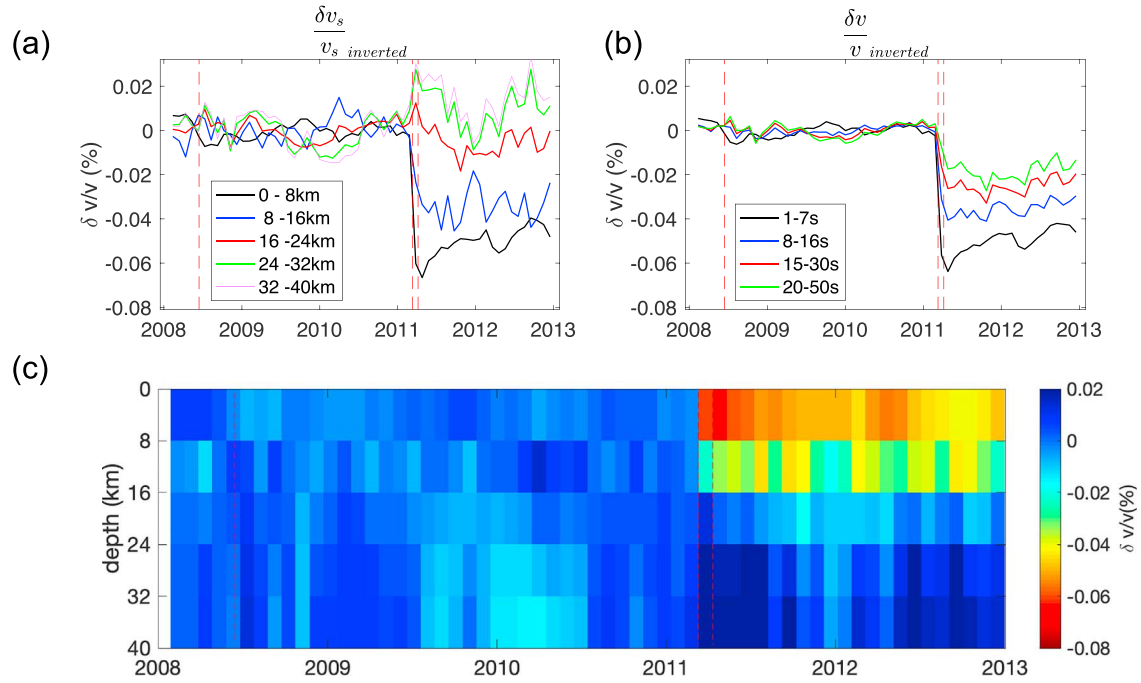 (a)
δv_s / v_s inverted
(b)
δv / v inverted
0.02
0
-0.02
-0.04
-0.06
-0.08
δ v/v (%)
0 - 8km
8 -16km
16 -24km
24 -32km
32 -40km
2008 2009 2010 2011 2012 2013
0.02
0
-0.02
-0.04
-0.06
-0.08
δ v/v (%)
1-7s
8-16s
15-30s
20-50s
2008 2009 2010 2011 2012 2013
(c)
0
8
16
24
32
40
depth (km)
2008 2009 2010 2011 2012 2013
0.02
0
-0.02
-0.04
-0.06
-0.08
δ v/v(%)